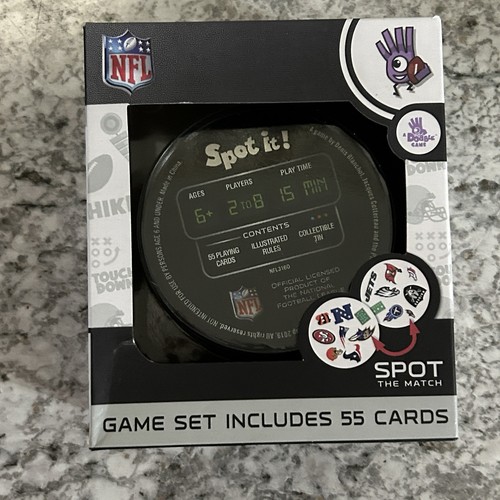 NFL
A
DOBBLE
GAME
Spot it!
AGES
PLAYERS
PLAY TIME
6+
2 TO 8
15 MIN
CONTENTS
55 PLAYING
CARDS
ILLUSTRATED
RULES
COLLECTIBLE
TIN
NFL
OFFICIAL LICENSED
PRODUCT OF
THE NATIONAL
FOOTBALL LEAGUE
TOUCH
DOWN
JETS
SPOT
THE MATCH
GAME SET INCLUDES 55 CARDS